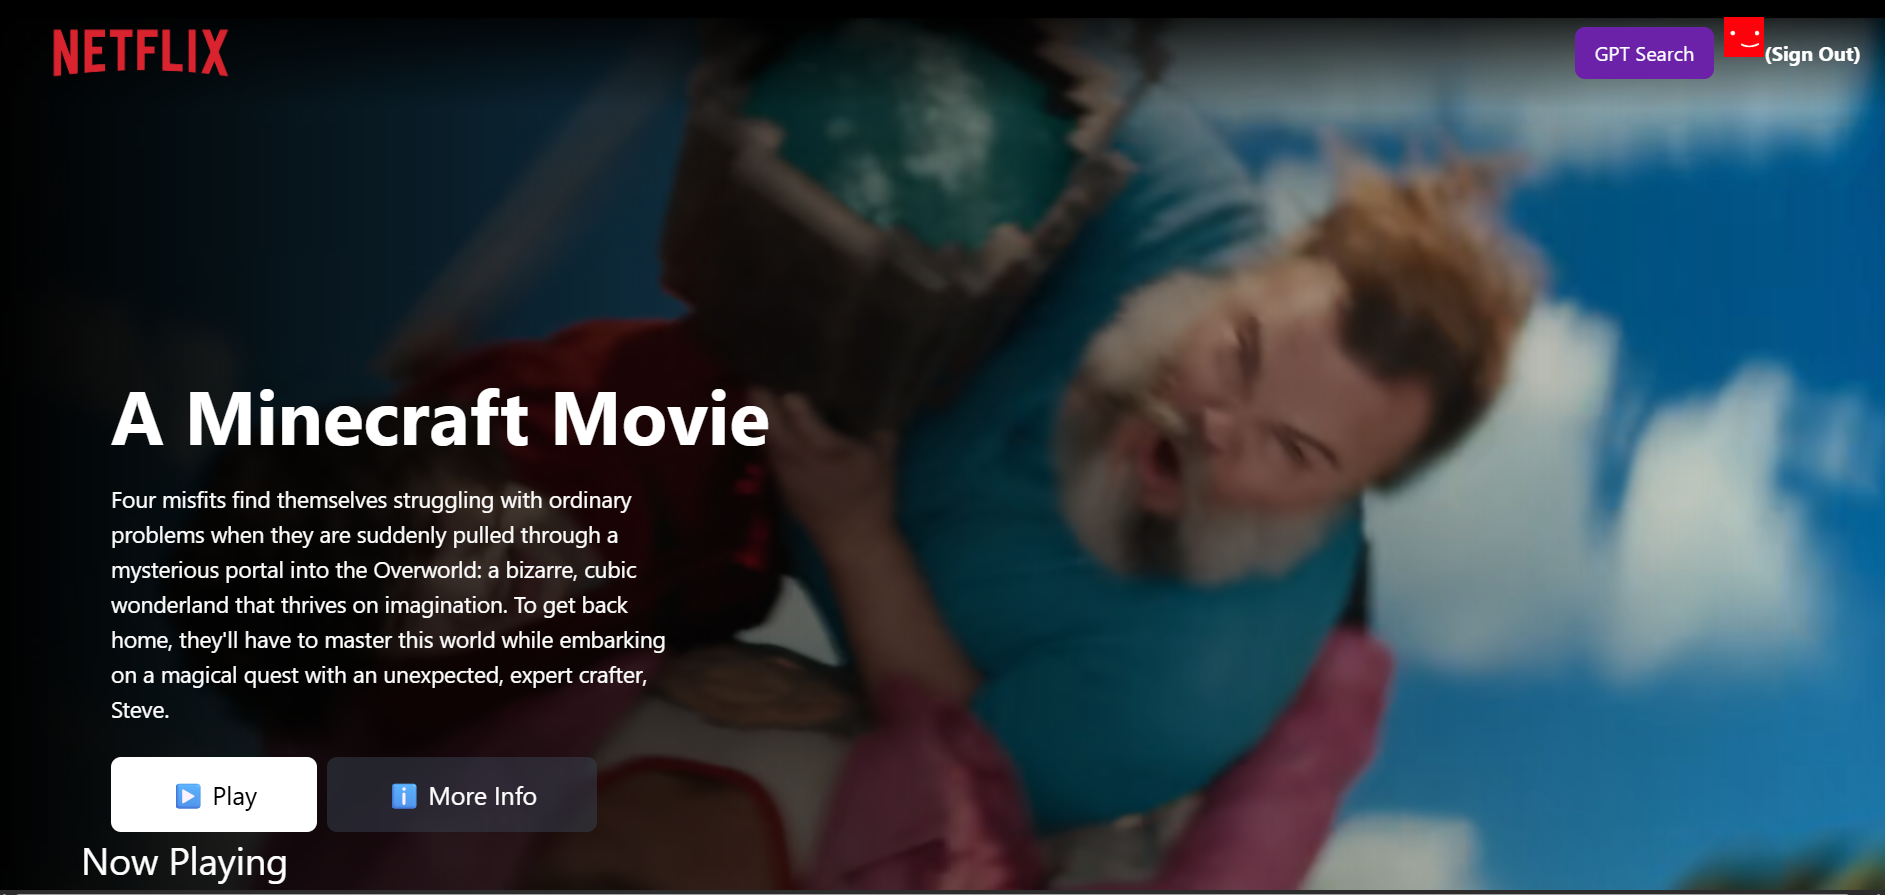 NETFLIX
GPT Search
(Sign Out)
A Minecraft Movie
Four misfits find themselves struggling with ordinary
problems when they are suddenly pulled through a
mysterious portal into the Overworld: a bizarre, cubic
wonderland that thrives on imagination. To get back
home, they'll have to master this world while embarking
on a magical quest with an unexpected, expert crafter,
Steve.
Play
More Info
Now Playing